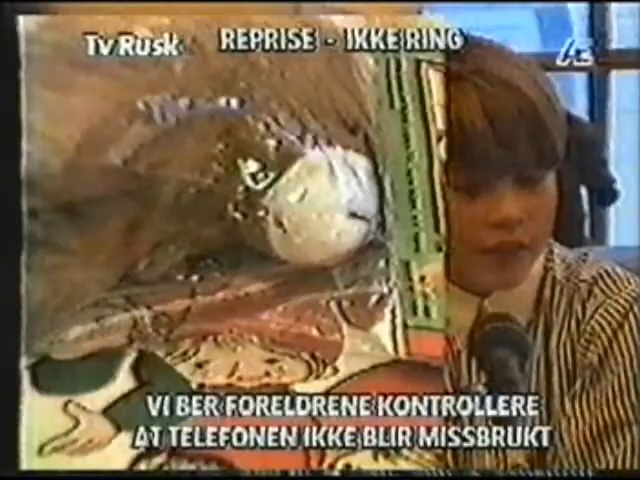 Tv Rusk
REPRISE - IKKE RING
VI BER FORELDRENE KONTROLLERE
AT TELEFONEN IKKE BLIR MISSBRUKT